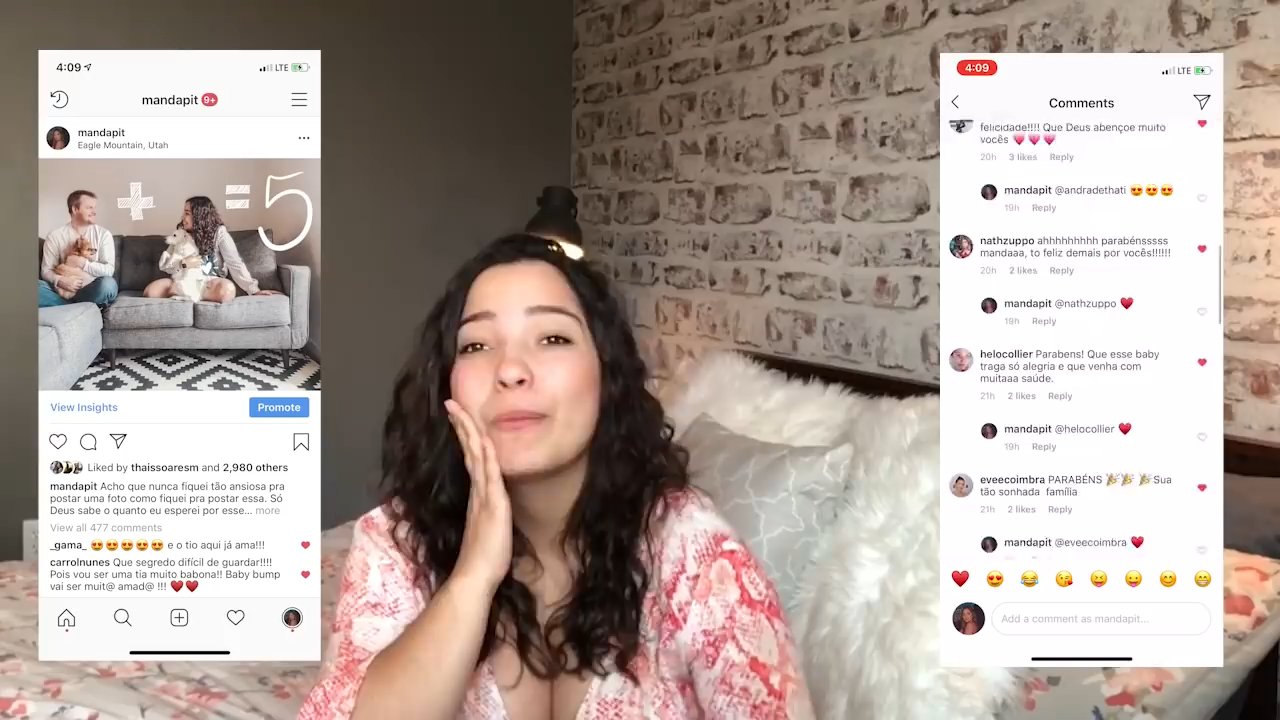 4:09
LTE
mandapit 9+
mandapit
Eagle Mountain, Utah
+ =5
View Insights
Promote
Liked by thaissoaresm and 2,980 others
mandapit Acho que nunca fiquei tão ansiosa pra
postar uma foto como fiquei pra postar essa. Só
Deus sabe o quanto eu esperei por esse... more
View all 477 comments
_gama_ 😍😍😍😍😍 e o tio aqui já ama!!!
carrolnunes Que segredo difícil de guardar!!!!
Pois vou ser uma tia muito babona!! Baby bump
vai ser muit@ amad@ !!! ❤️❤️
4:09
LTE
Comments
felicidade!!!! Que Deus abençoe muito
vocês 💗💗💗
20h 3 likes Reply
mandapit @andradethati 😍😍😍
19h Reply
nathzuppo ahhhhhhhhh parabénsssss
mandaaa, to feliz demais por vocês!!!!!!
20h 2 likes Reply
mandapit @nathzuppo ❤️
19h Reply
helocollier Parabens! Que esse baby
traga só alegria e que venha com
muitaaa saúde.
21h 2 likes Reply
mandapit @helocollier ❤️
19h Reply
eveecoimbra PARABÉNS 🎉🎉 🎉Sua
tão sonhada família
21h 2 likes Reply
mandapit @eveecoimbra ❤️
Add a comment as mandapit...